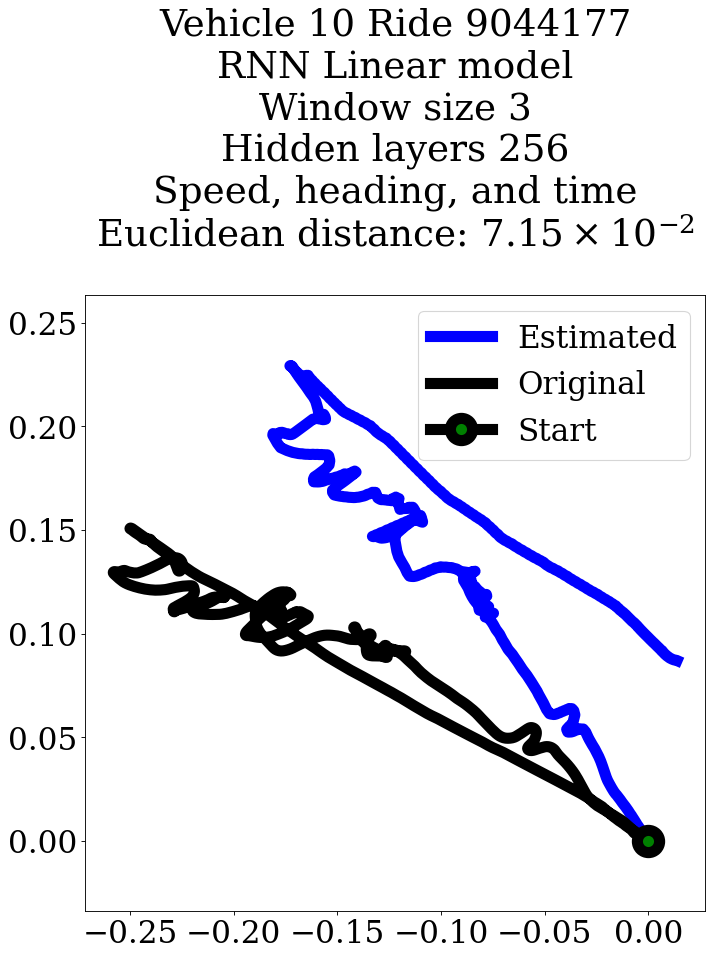 Vehicle 10 Ride 9044177
RNN Linear model
Window size 3
Hidden layers 256
Speed, heading, and time
Euclidean distance: 7.15 × 10⁻²
Estimated
Original
Start
0.25
0.20
0.15
0.10
0.05
0.00
−0.25 −0.20 −0.15 −0.10 −0.05 0.00